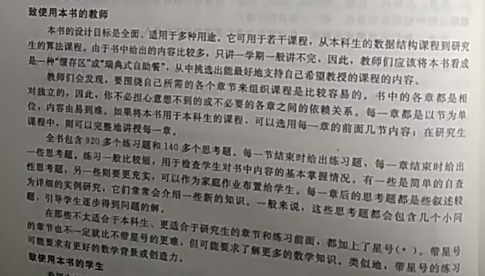 致使用本书的教师
本书的设计目标是全面、适用于多种用途。它可用于若干课程，从本科生的数据结构课程到研究
生的算法课程。由于书中给出的内容比较多，只讲一学期一般讲不完，因此，教师们应该将本书看成
是一种“缓存区”或“瑞典式自助餐”，从中挑选出能最好地支持自己希望教授的课程的内容。
教师们会发现，要围绕自己所需的各个章节来组织课程是比较容易的。书中的各章都是相
对独立的，因此，你不必担心意想不到的或不必要的各章之间的依赖关系。每一章都是以节为单
位，内容由易到难。如果将本书用于本科生的课程，可以选用每一章的前面几节内容；在研究生
课程中，则可以完整地讲授每一章。
全书包含920多个练习题和140多个思考题。每一节结束时给出练习题，每一章结束时给出
一些思考题。练习一般比较短，用于检查学生对书中内容的基本掌握情况。有一些是简单的自查
性思考题，另一些则要更充实，可以作为家庭作业布置给学生。每一章后的思考题都是些叙述较
为详细的实例研究，它们常常会介绍一些新的知识。一般来说，这些思考题都会包含几个小问
题，引导学生逐步得到问题的解。
在那些不太适合于本科生、更适合于研究生的章节和练习前面，都加上了星号(*)。带星号
的章节也不一定就比不带星号的更难，但可能要求了解更多的数学知识。类似地，带星号的练习
可能要求有更好的数学背景或创造力。
致使用本书的学生